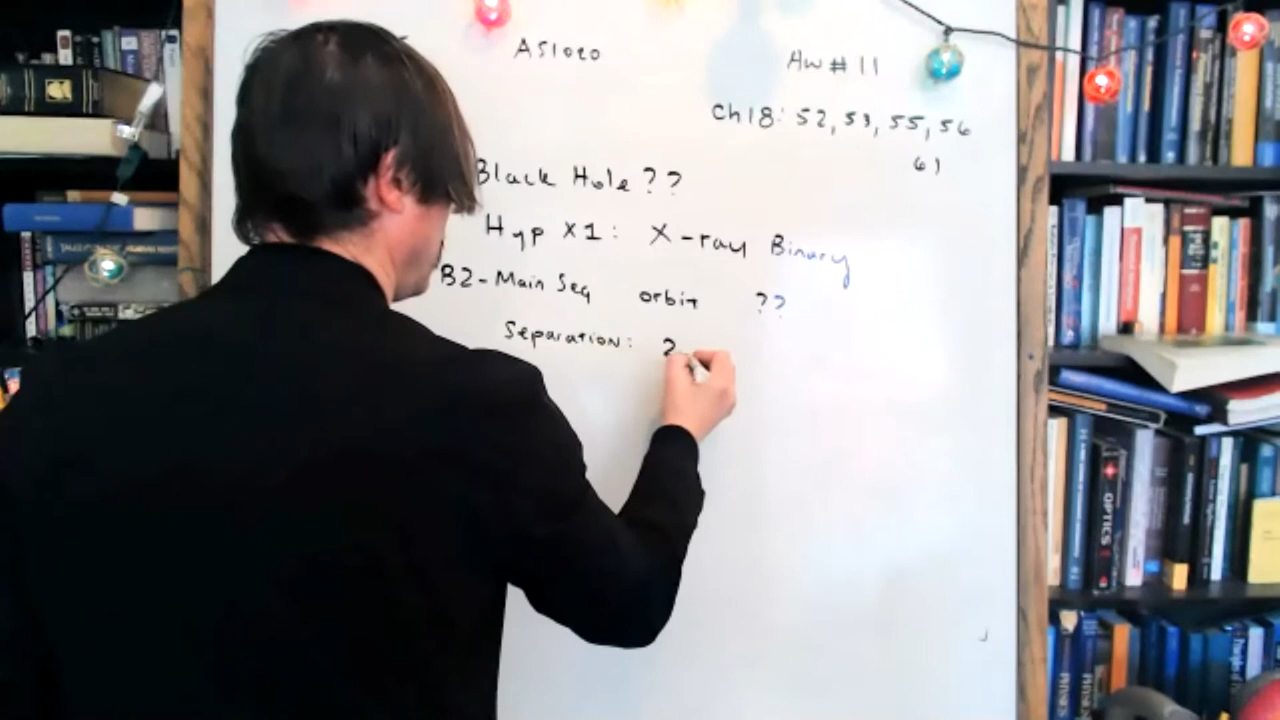 AS1020
HW # 11
Ch18: 52, 53, 55, 56
61
Black Hole ??
Hyp X1: X-ray Binary
B2-Main Seq orbit ??
Separation: 2
OPTICS